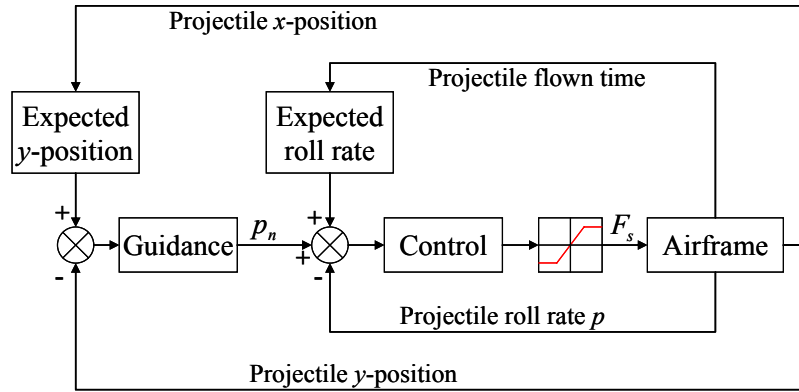 Projectile x-position
Projectile flown time
Expected
y-position
Expected
roll rate
+
-
Guidance
pn
+
+
-
Control
Fs
Airframe
Projectile roll rate p
Projectile y-position